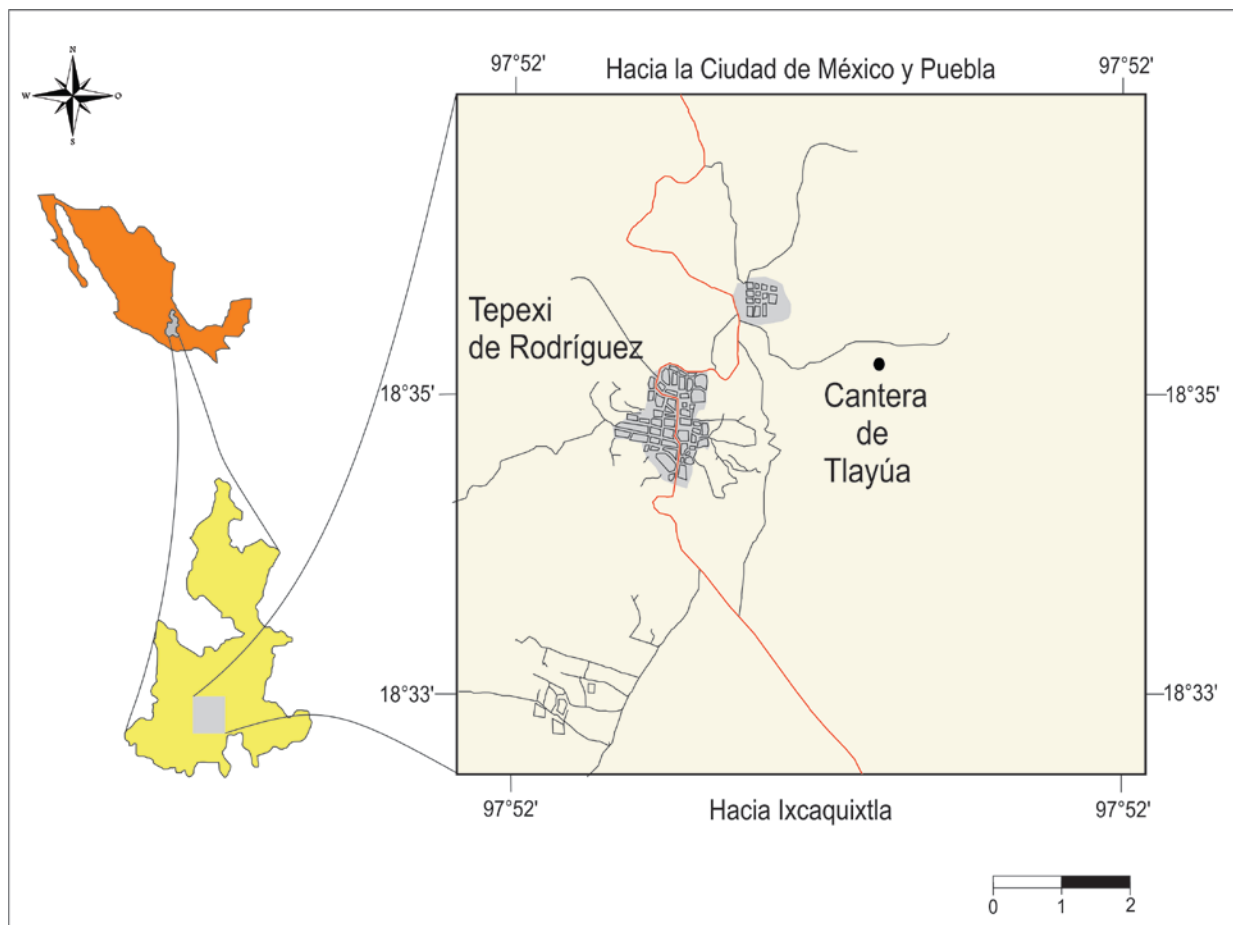 N
W
O
S
97°52'
Hacia la Ciudad de México y Puebla
97°52'
Tepexi
de Rodríguez
18°35'
18°35'
Cantera
de
Tlayúa
18°33'
18°33'
97°52'
Hacia Ixcaquixtla
97°52'
0 1 2